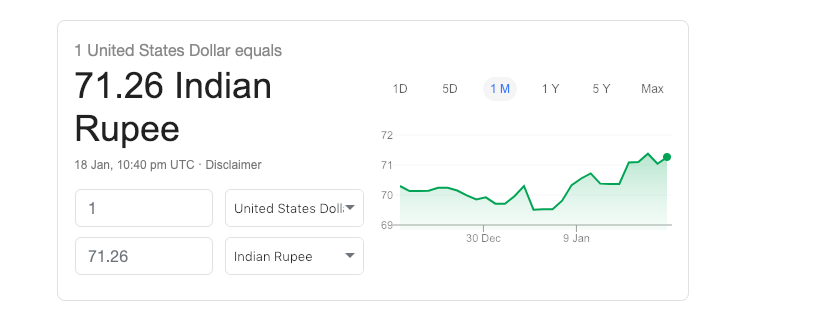 1 United States Dollar equals
71.26 Indian
Rupee
18 Jan, 10:40 pm UTC · Disclaimer
1
United States Doll
71.26
Indian Rupee
1D 5D 1 M 1 Y 5 Y Max
72
71
70
69
30 Dec 9 Jan